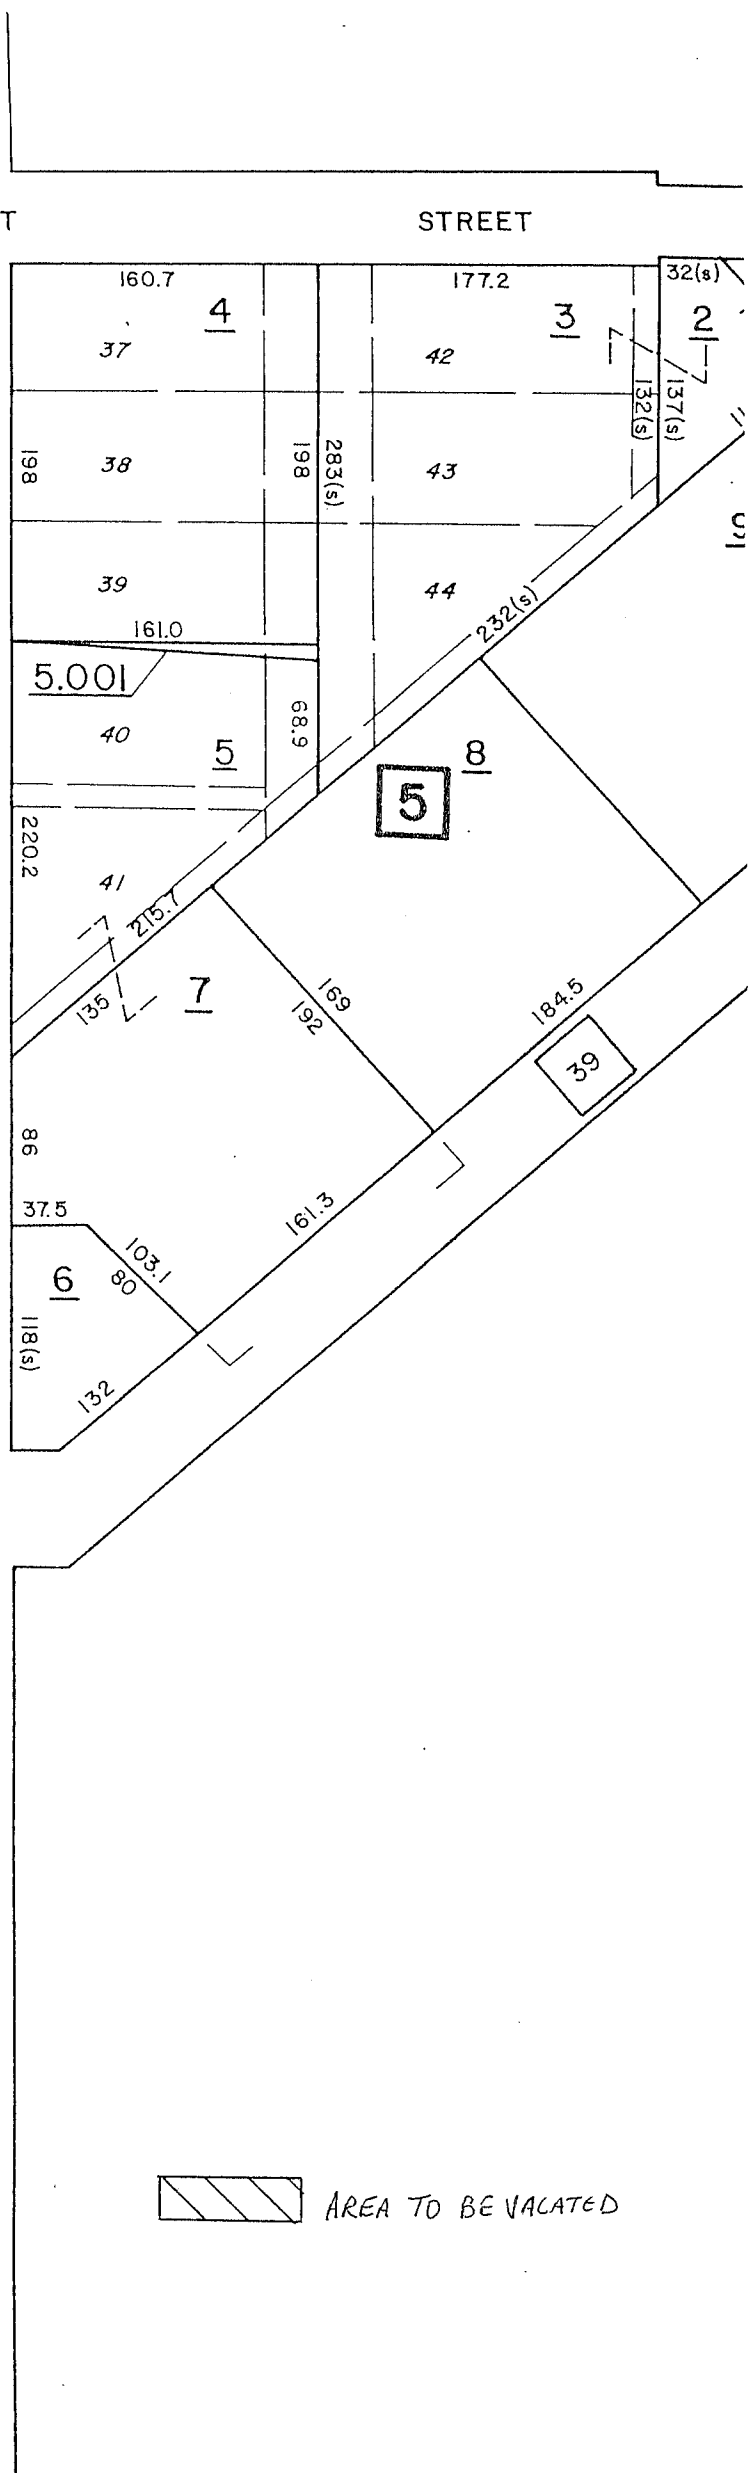 T STREET
160.7 177.2 32(s)
4 3 2
37 42
132(s) 137(s)
198 38 198 283(s) 43
39 44
161.0 232(s)
5.001
40 5 68.9 8
5
220.2
41 215.7
135 7 169
192 184.5
39
86
37.5 161.3
103.1
6 80
118(s)
132
AREA TO BE VACATED